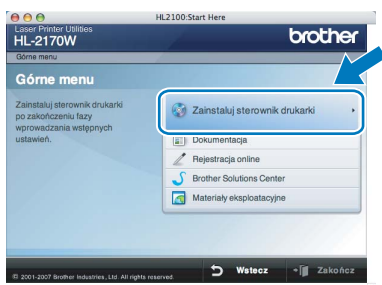 HL2100:Start Here
Laser Printer Utilities
HL-2170W
brother
Górne menu
Górne menu
Zainstaluj sterownik drukarki
po zakończeniu fazy
wprowadzania wstępnych
ustawień.
Zainstaluj sterownik drukarki
Dokumentacja
Rejestracja online
Brother Solutions Center
Materiały eksploatacyjne
© 2001-2007 Brother Industries, Ltd. All rights reserved.
Wstecz
Zakończ